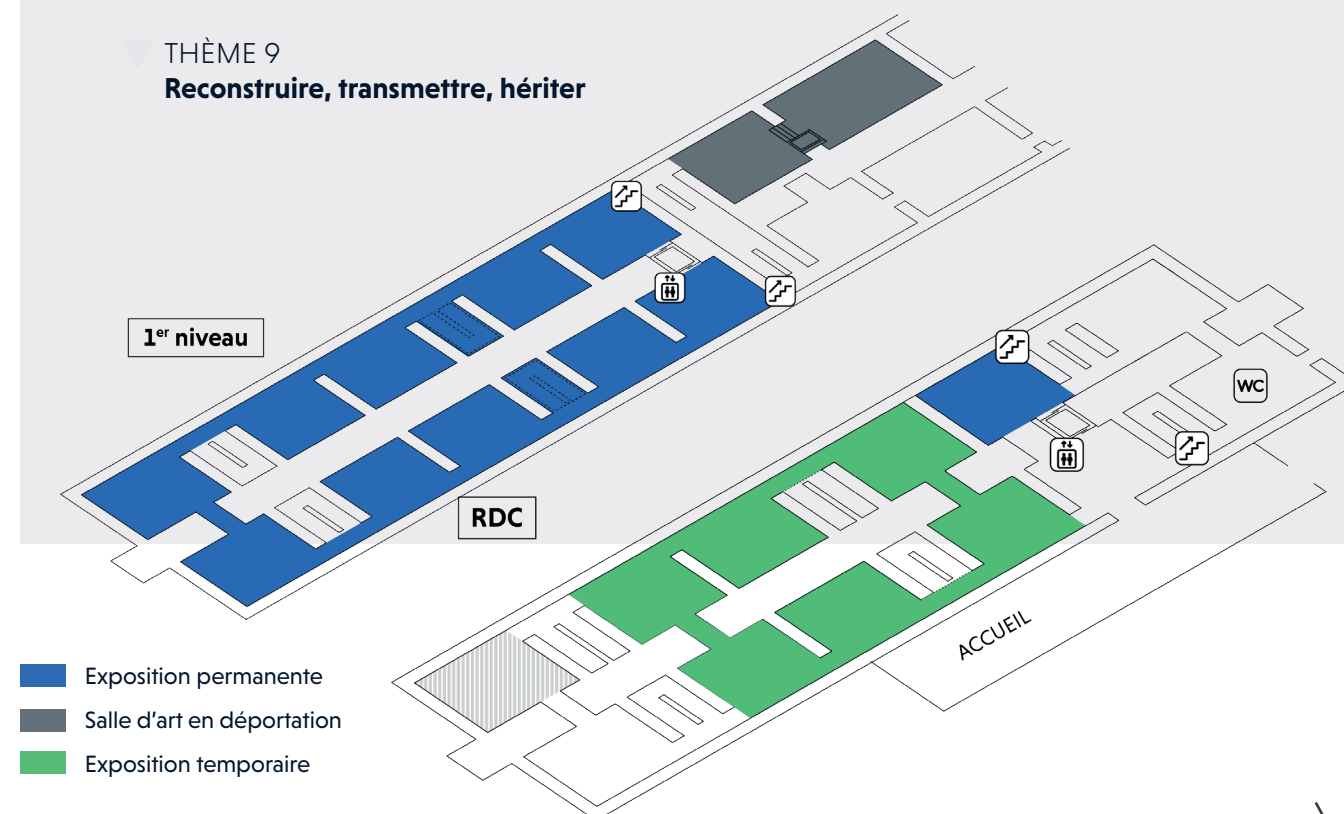 THÈME 9
Reconstruire, transmettre, hériter
1er niveau
WC
RDC
ACCUEIL
Exposition permanente
Salle d'art en déportation
Exposition temporaire